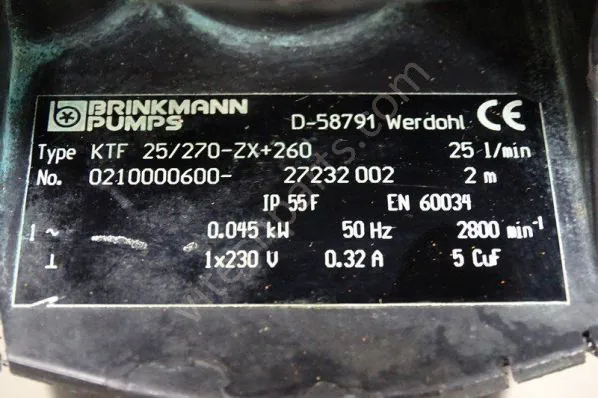 BRINKMANN
PUMPS
D-58791 Werdohl CE
Type KTF 25/270-ZX+260 25 l/min
No. 0210000600- 27232 002 2 m
IP 55 F EN 60034
1 ~ 0.045 kW 50 Hz 2800 min⁻¹
⊥ 1x230 V 0.32 A 5 CuF